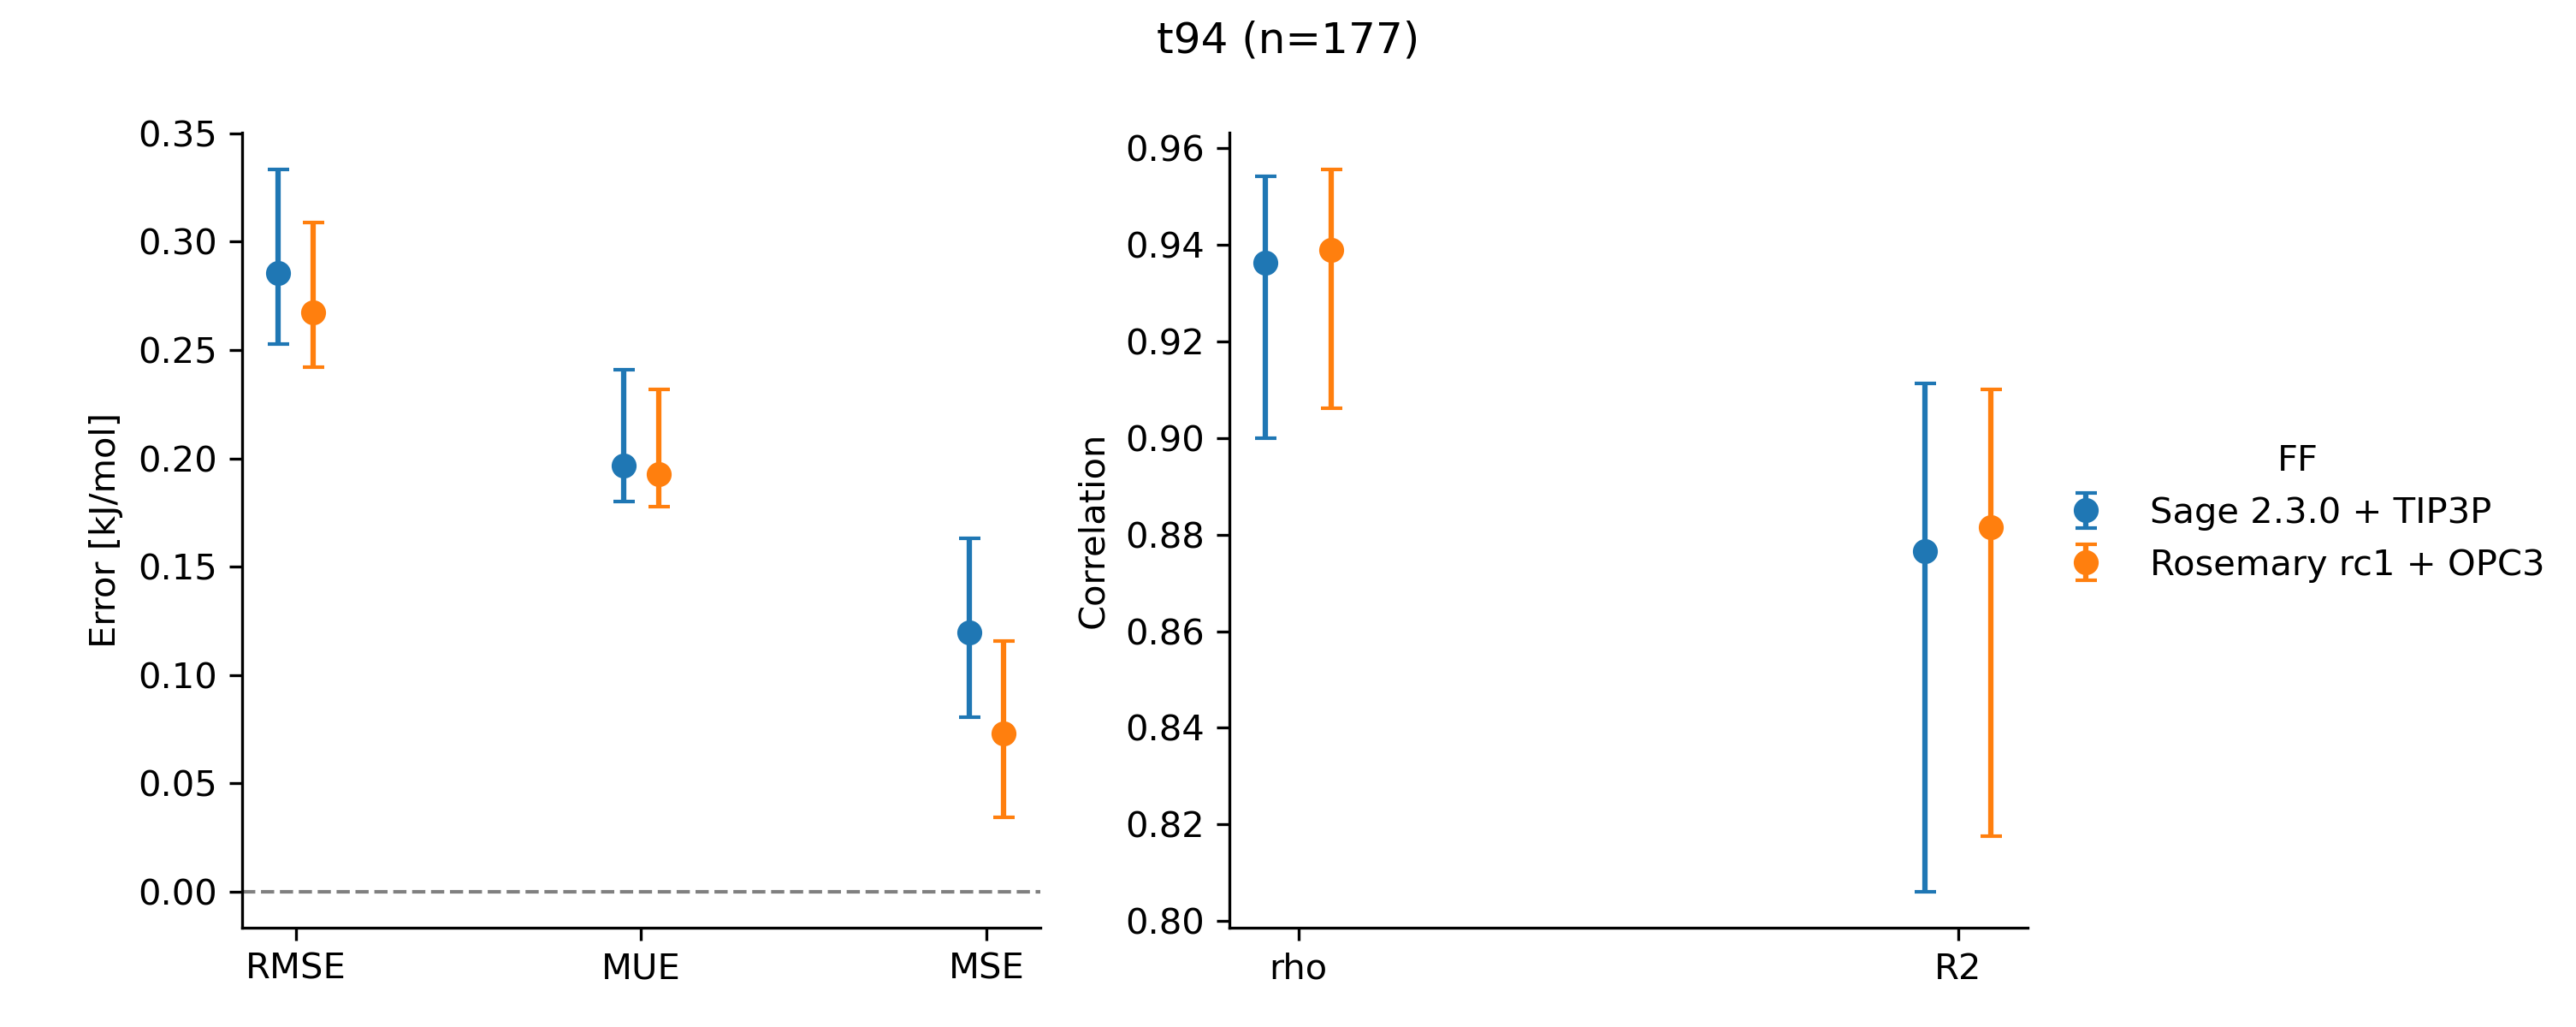 t94 (n=177)
Error [kJ/mol]
0.35
0.30
0.25
0.20
0.15
0.10
0.05
0.00
RMSE
MUE
MSE
Correlation
0.96
0.94
0.92
0.90
0.88
0.86
0.84
0.82
0.80
rho
R2
FF
Sage 2.3.0 + TIP3P
Rosemary rc1 + OPC3